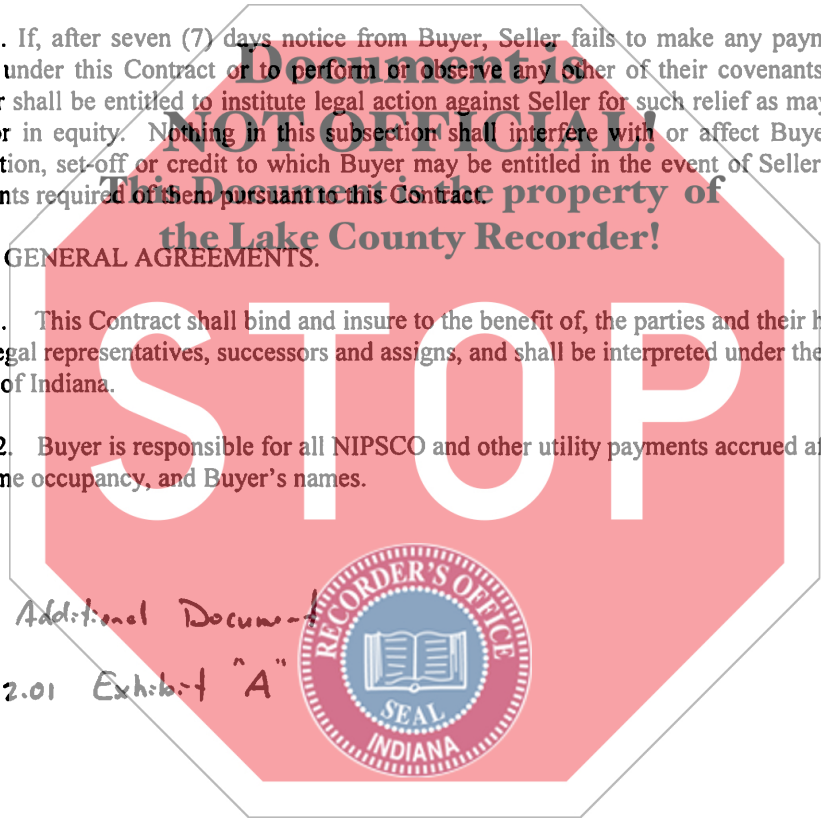 . If, after seven (7) days notice from Buyer, Seller fails to make any paym
under this Contract or to perform or observe any other of their covenants
r shall be entitled to institute legal action against Seller for such relief as may
or in equity. Nothing in this subsection shall interfere with or affect Buye
tion, set-off or credit to which Buyer may be entitled in the event of Seller
nts required of them pursuant to this Contract.
Document is
NOT OFFICIAL!
This Document is the property of
the Lake County Recorder!
GENERAL AGREEMENTS.
. This Contract shall bind and insure to the benefit of, the parties and their h
egal representatives, successors and assigns, and shall be interpreted under the
of Indiana.
STOP
2. Buyer is responsible for all NIPSCO and other utility payments accrued af
me occupancy, and Buyer's names.
Additional Document
2.01 Exhibit "A"
RECORDER'S OFFICE
SEAL
INDIANA